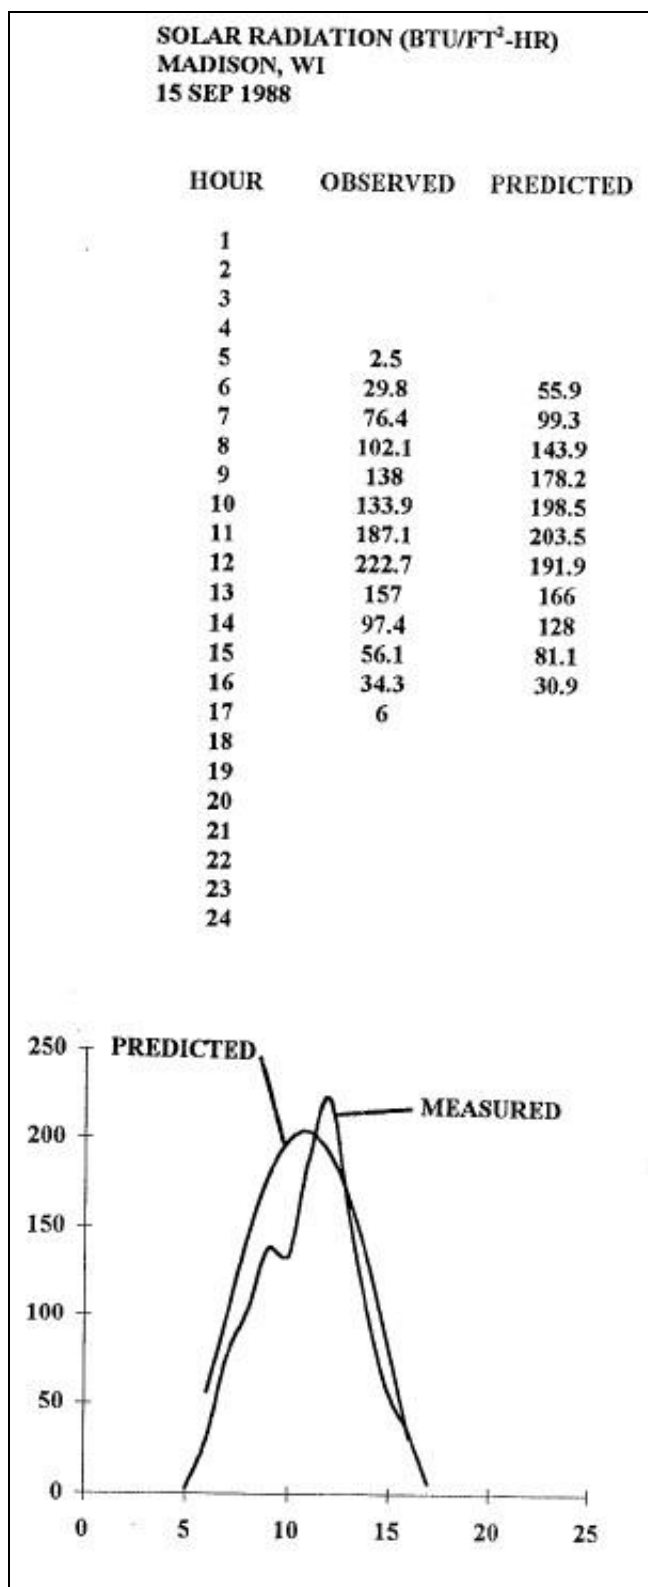 SOLAR RADIATION (BTU/FT²-HR)
MADISON, WI
15 SEP 1988
HOUR OBSERVED PREDICTED
1
2
3
4
5 2.5
6 29.8 55.9
7 76.4 99.3
8 102.1 143.9
9 138 178.2
10 133.9 198.5
11 187.1 203.5
12 222.7 191.9
13 157 166
14 97.4 128
15 56.1 81.1
16 34.3 30.9
17 6
18
19
20
21
22
23
24
250 PREDICTED
MEASURED
200
150
100
50
0
0 5 10 15 20 25